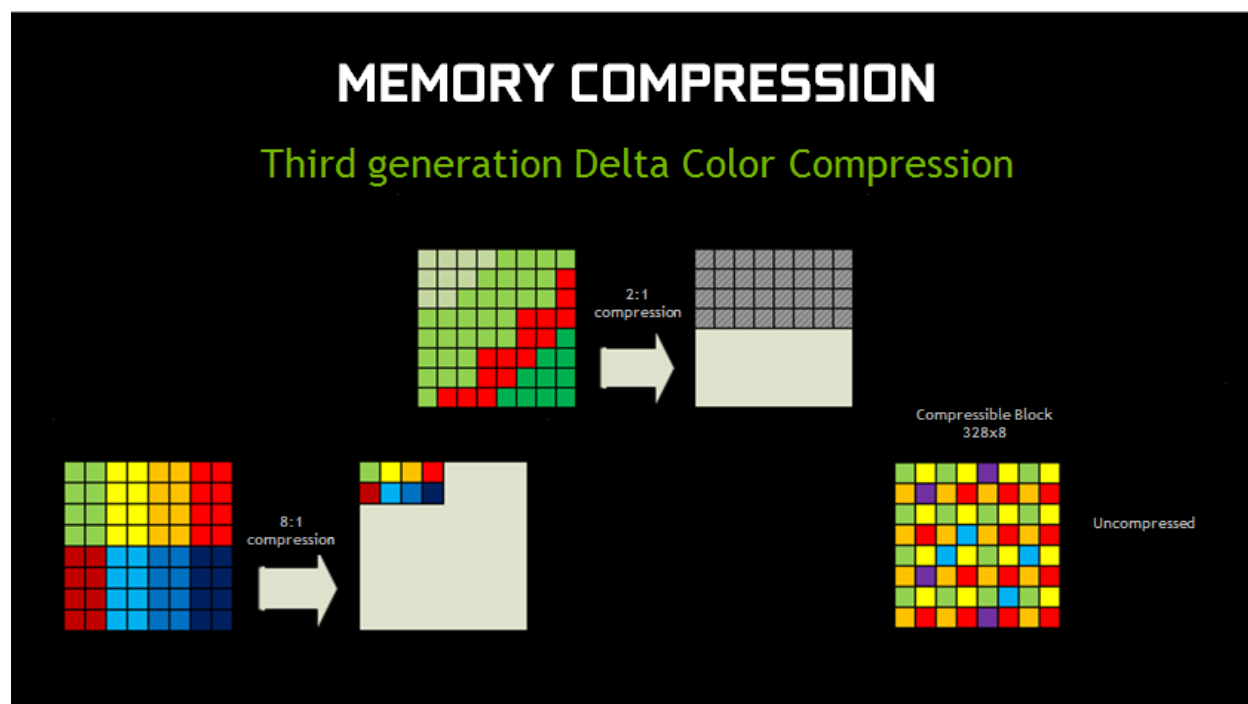 MEMORY COMPRESSION
Third generation Delta Color Compression
2:1
compression
Compressible Block
328x8
8:1
compression
Uncompressed